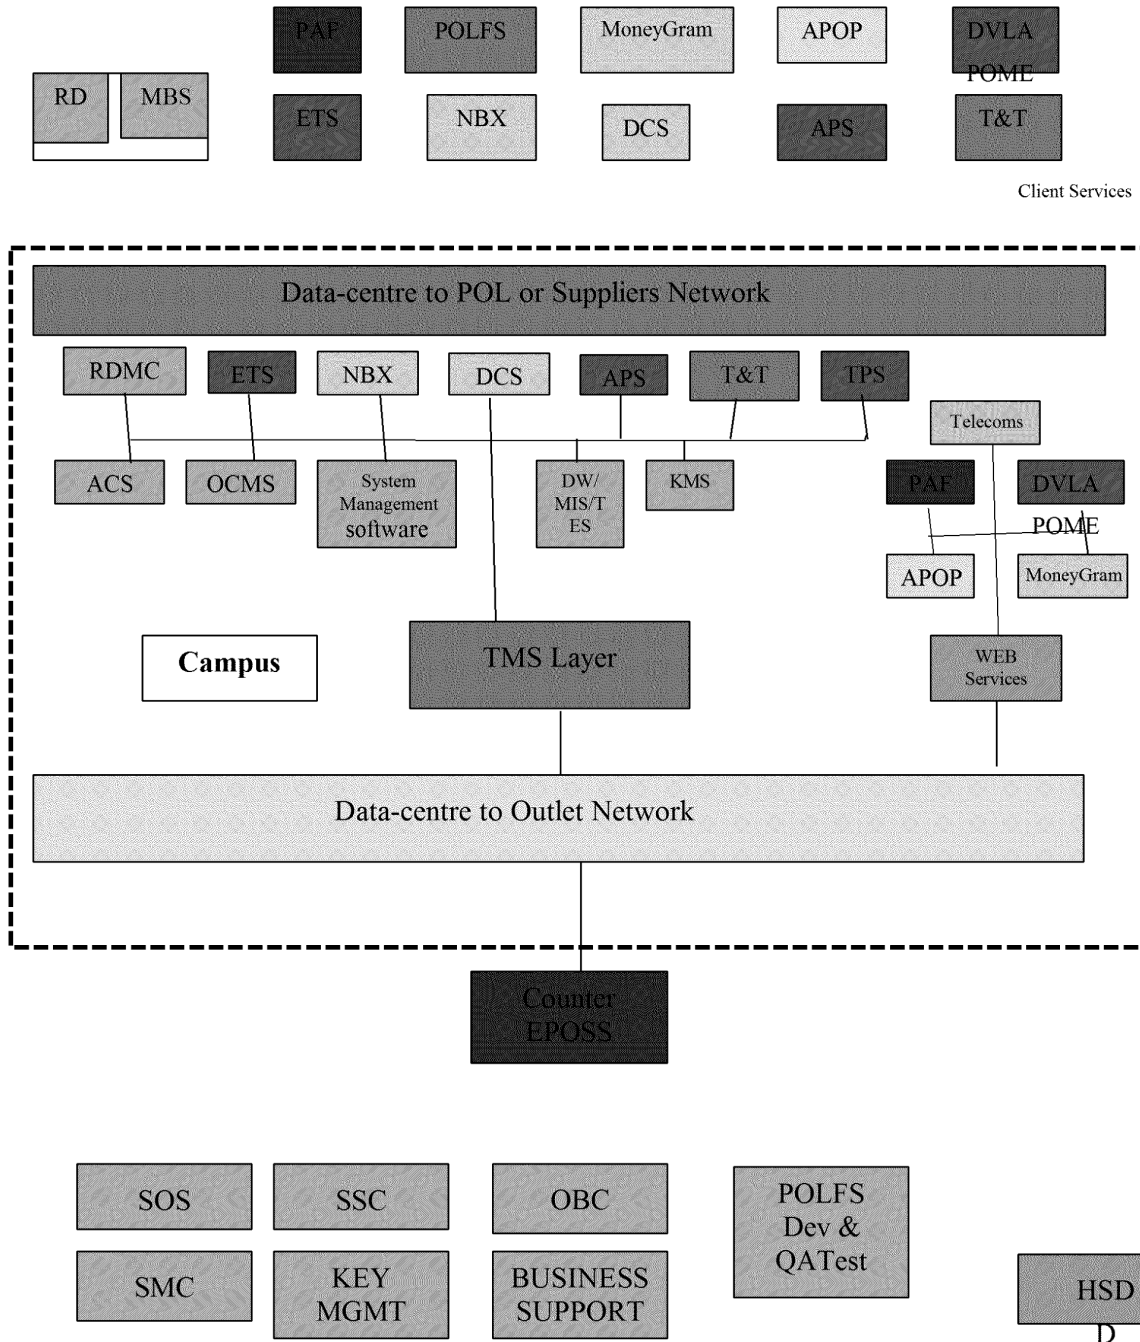 PAF
POLFS
MoneyGram
APOP
DVLA
POME
RD
MBS
ETS
NBX
DCS
APS
T&T
Client Services
Data-centre to POL or Suppliers Network
RDMC
ETS
NBX
DCS
APS
T&T
TPS
Telecoms
ACS
OCMS
System
Management
software
DW/
MIS/T
ES
KMS
PAF
DVLA
POME
APOP
MoneyGram
Campus
TMS Layer
WEB
Services
Data-centre to Outlet Network
Counter
EPOSS
SOS
SSC
OBC
POLFS
Dev &
QATest
SMC
KEY
MGMT
BUSINESS
SUPPORT
HSD
D